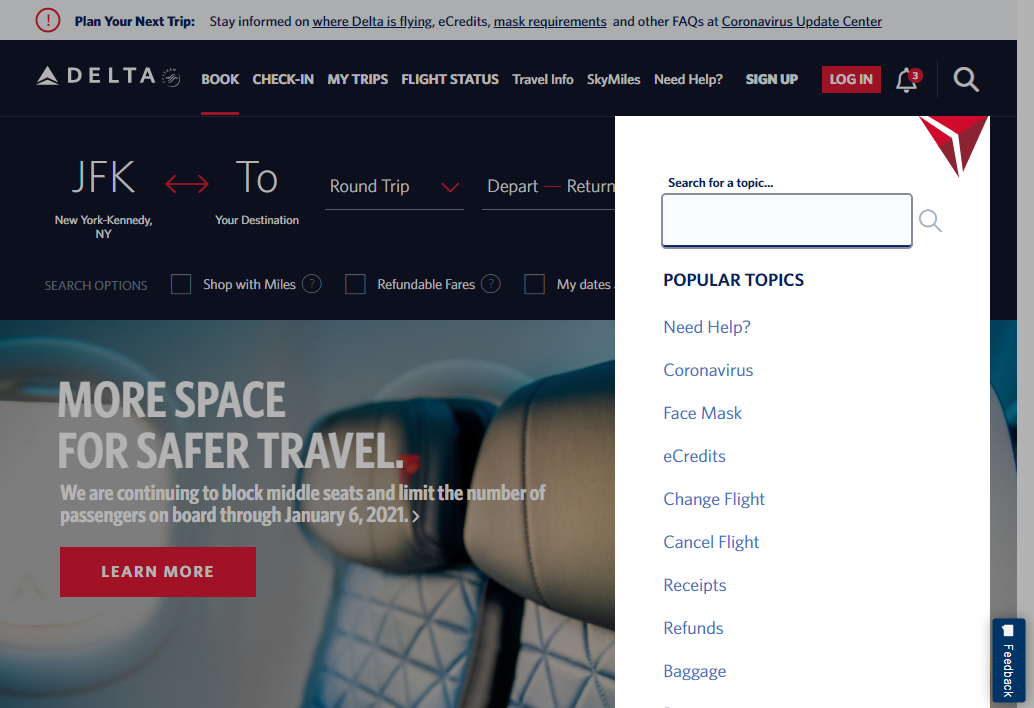 Plan Your Next Trip: Stay informed on where Delta is flying, eCredits, mask requirements and other FAQs at Coronavirus Update Center
DELTA BOOK CHECK-IN MY TRIPS FLIGHT STATUS Travel Info SkyMiles Need Help? SIGN UP LOG IN 3
JFK To
New York-Kennedy, NY
Your Destination
Round Trip
Depart — Return
SEARCH OPTIONS Shop with Miles ? Refundable Fares ? My dates
MORE SPACE
FOR SAFER TRAVEL.
We are continuing to block middle seats and limit the number of
passengers on board through January 6, 2021. >
LEARN MORE
Search for a topic...
POPULAR TOPICS
Need Help?
Coronavirus
Face Mask
eCredits
Change Flight
Cancel Flight
Receipts
Refunds
Baggage
Feedback